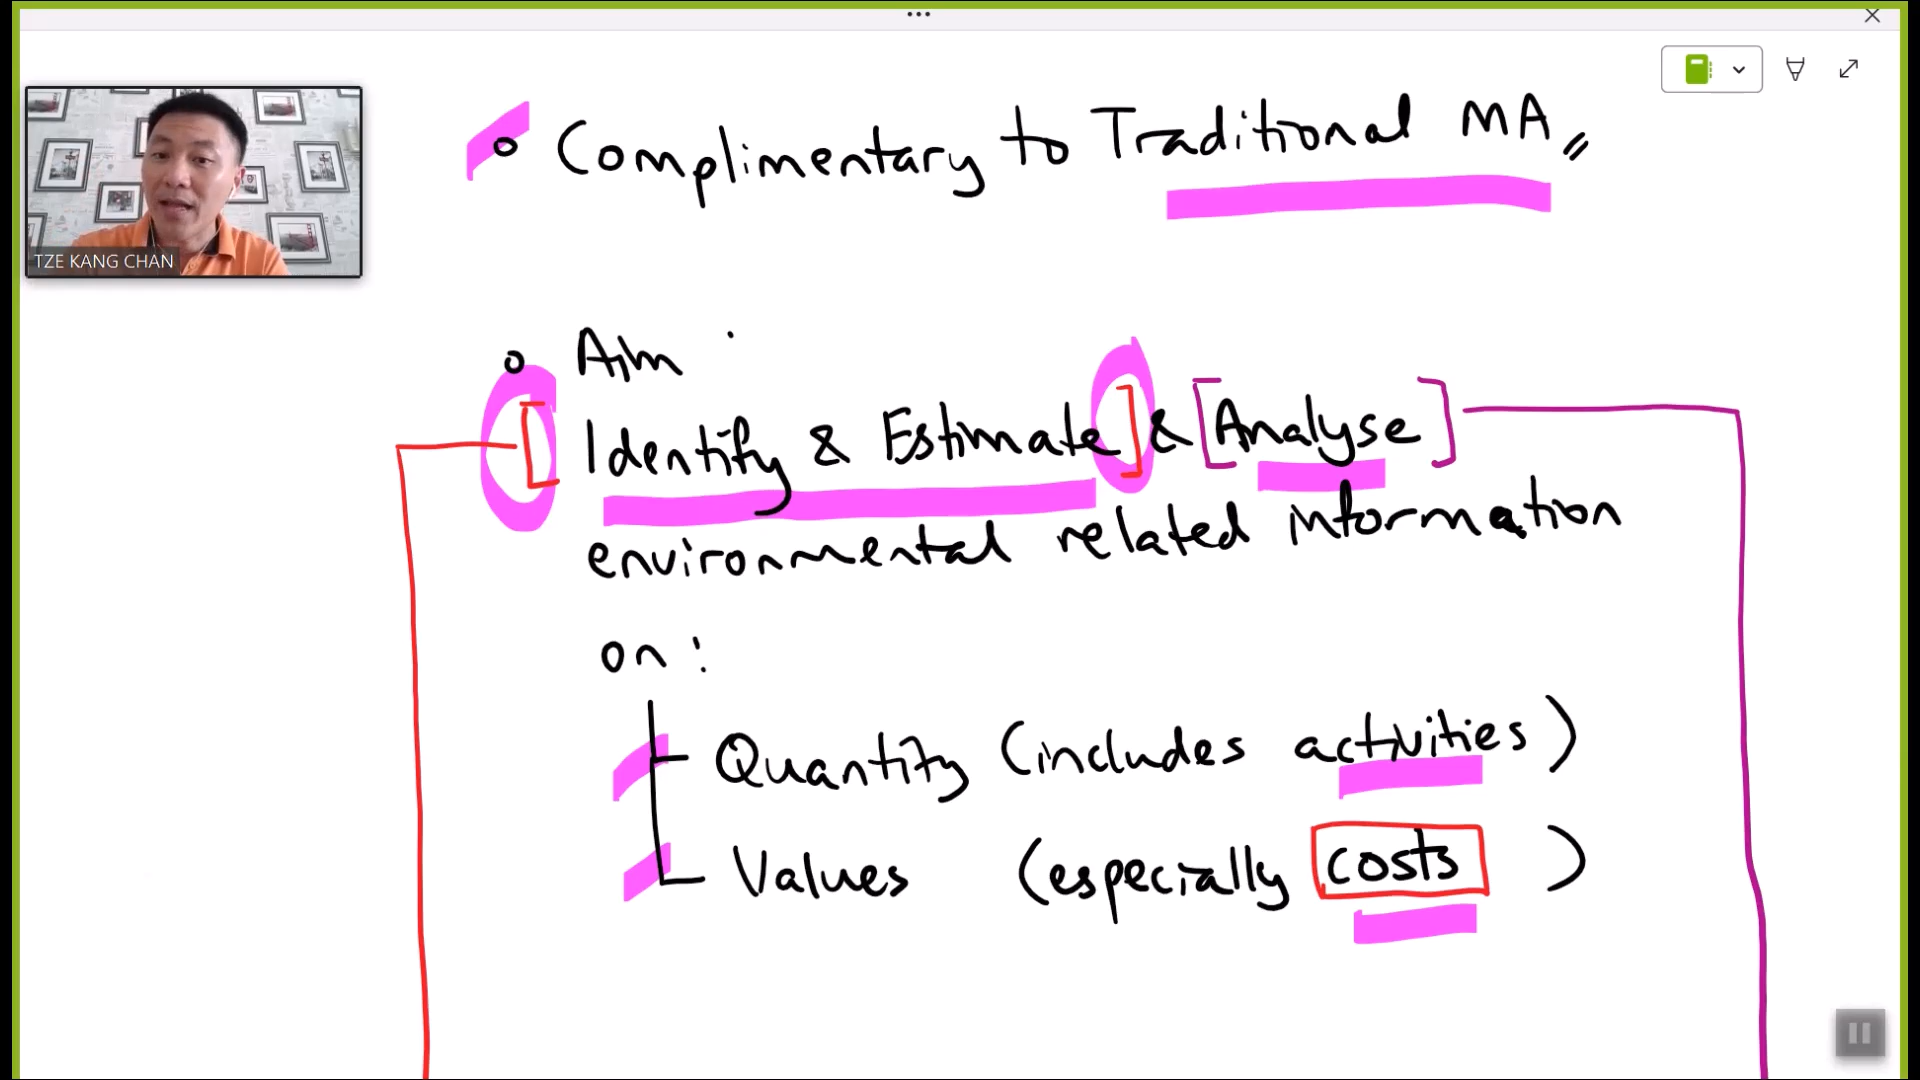 TZE KANG CHAN
Complimentary to Traditional MA
Aim
[Identify & Estimate] & [Analyse]
environmental related information
on:
Quantity (includes activities)
Values (especially costs)